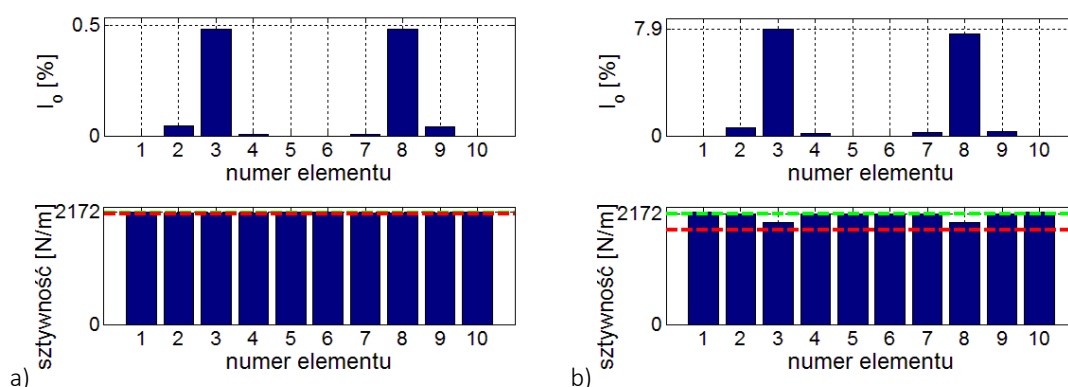 0.5
I₀ [%]
0
1 2 3 4 5 6 7 8 9 10
numer elementu
2172
sztywność [N/m]
0
1 2 3 4 5 6 7 8 9 10
numer elementu
a)
7.9
I₀ [%]
0
1 2 3 4 5 6 7 8 9 10
numer elementu
2172
sztywność [N/m]
0
1 2 3 4 5 6 7 8 9 10
numer elementu
b)